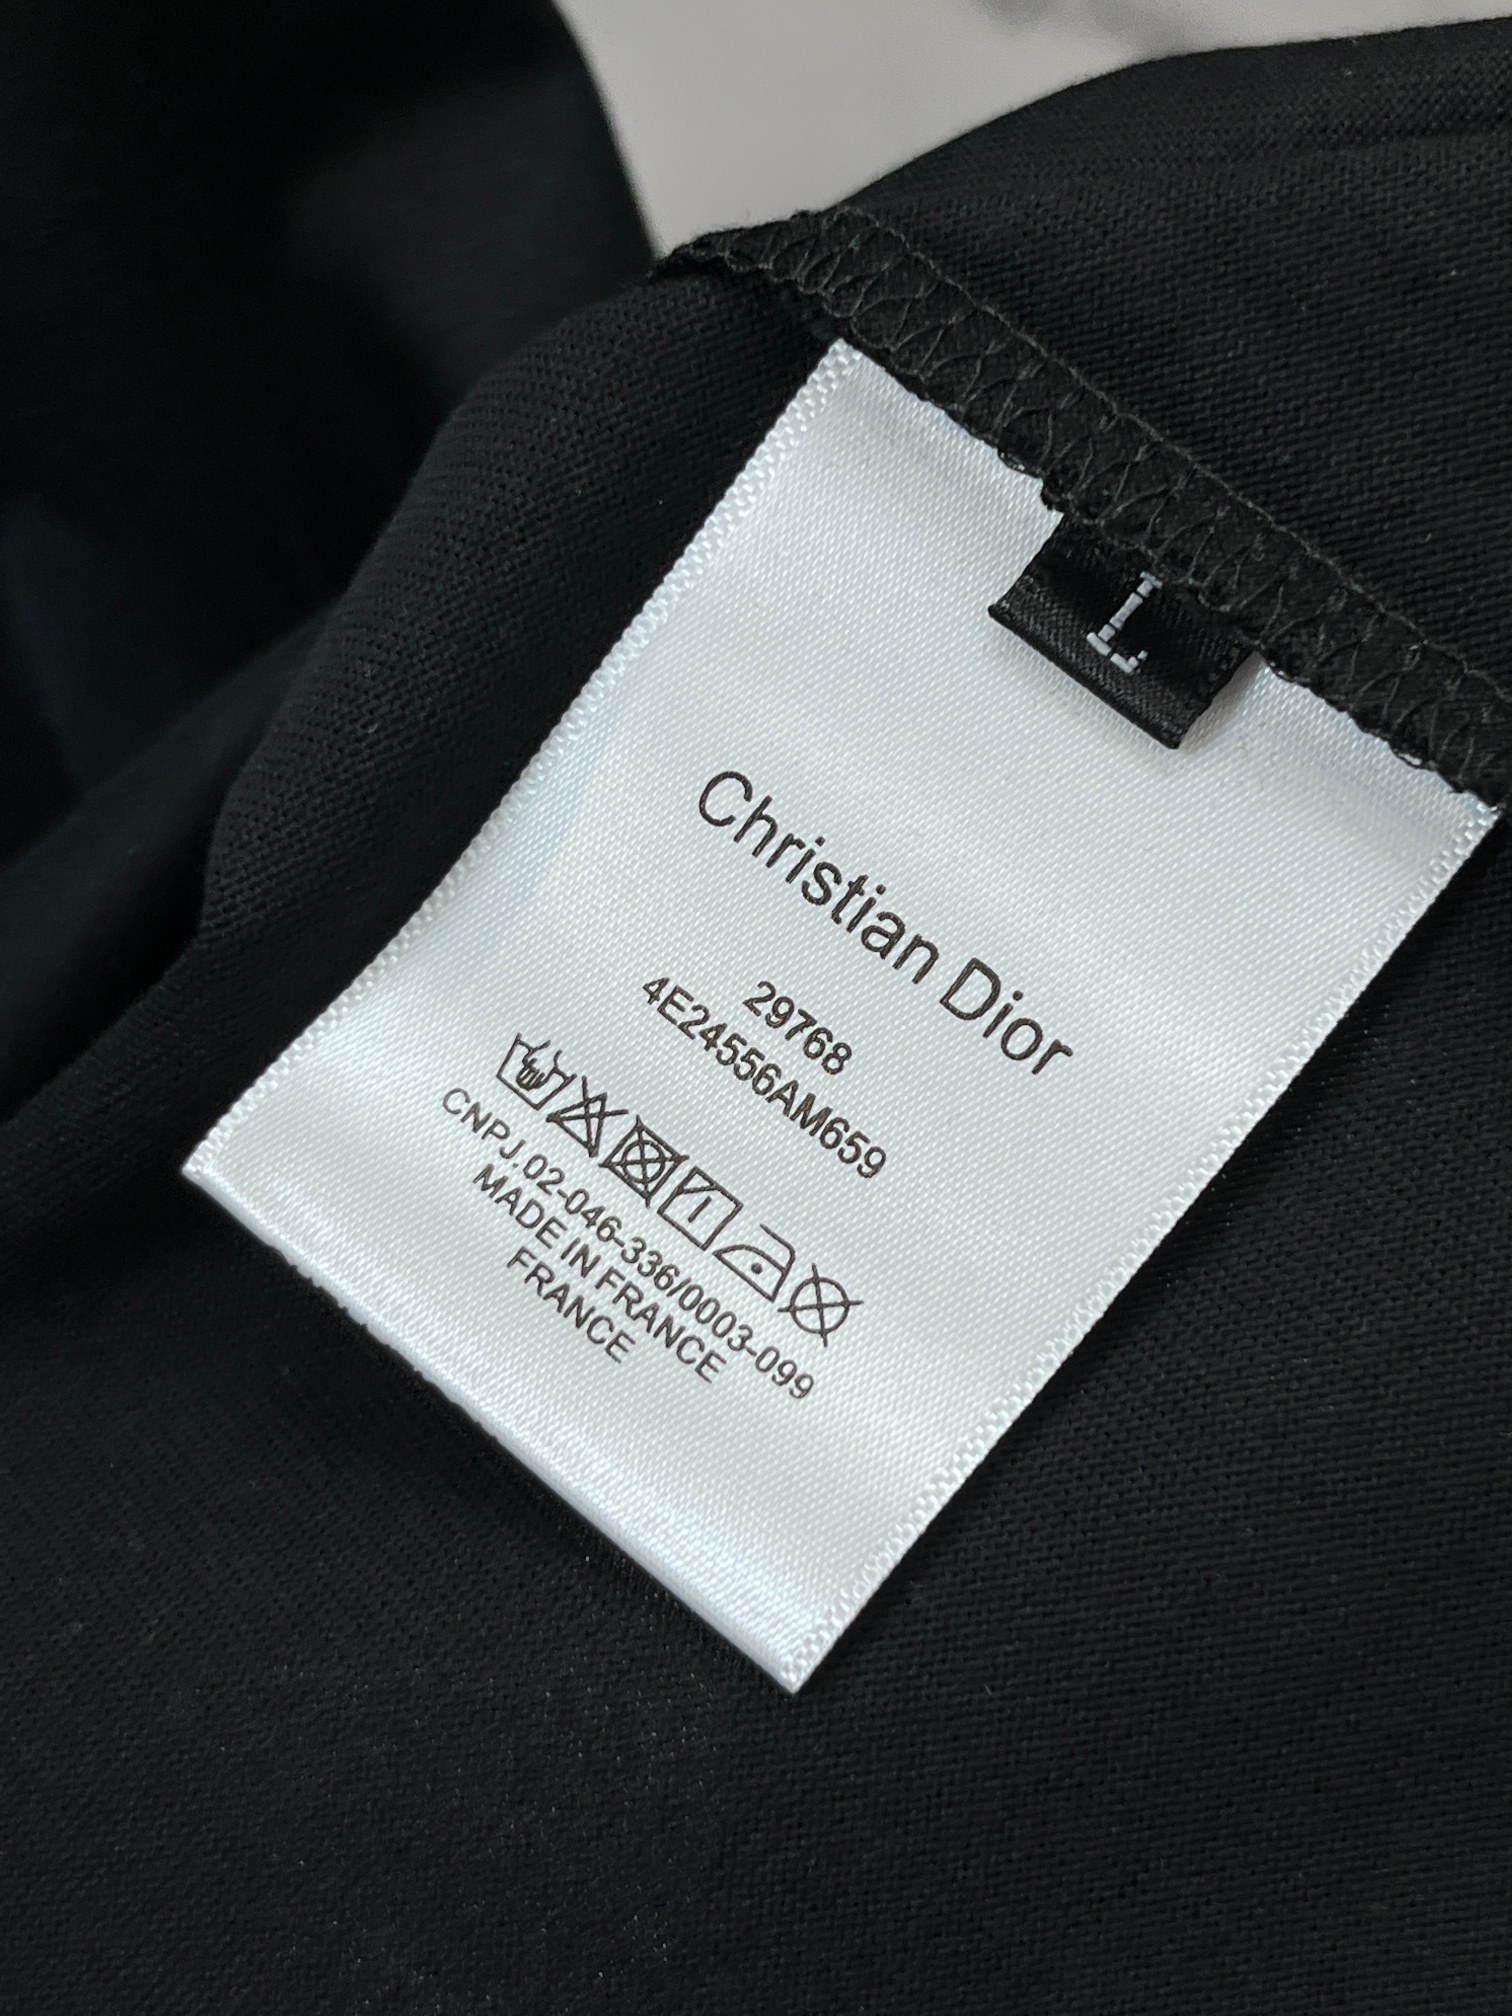 L
Christian Dior
29768
4E24556AM659
CNPJ.02-046-336/0003-099
MADE IN FRANCE
FRANCE